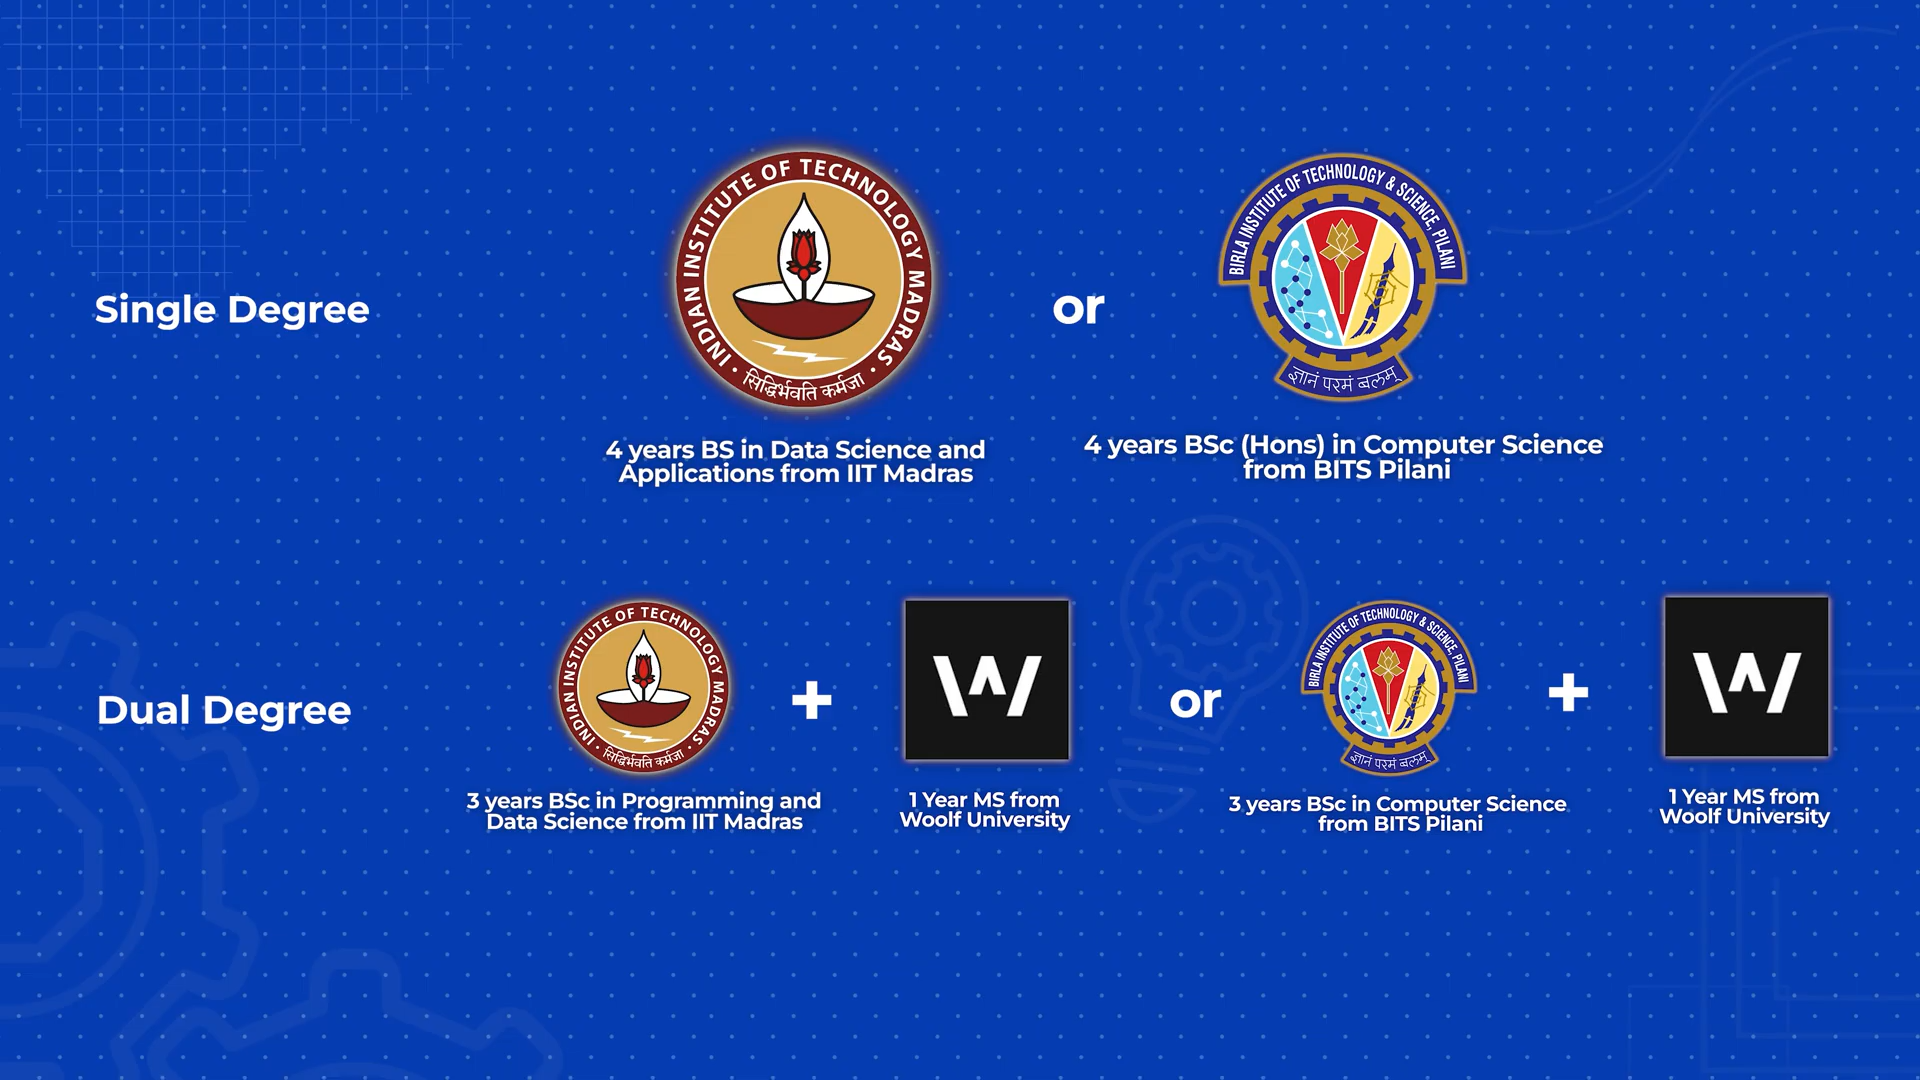 INDIAN INSTITUTE OF TECHNOLOGY MADRAS
सिद्धिर्भवति कर्मजा
BIRLA INSTITUTE OF TECHNOLOGY & SCIENCE, PILANI
ज्ञानं परमं बलम्
Single Degree
or
4 years BS in Data Science and
Applications from IIT Madras
4 years BSc (Hons) in Computer Science
from BITS Pilani
INDIAN INSTITUTE OF TECHNOLOGY MADRAS
सिद्धिर्भवति कर्मजा
W
BIRLA INSTITUTE OF TECHNOLOGY & SCIENCE, PILANI
ज्ञानं परमं बलम्
W
Dual Degree
+
or
+
3 years BSc in Programming and
Data Science from IIT Madras
1 Year MS from
Woolf University
3 years BSc in Computer Science
from BITS Pilani
1 Year MS from
Woolf University